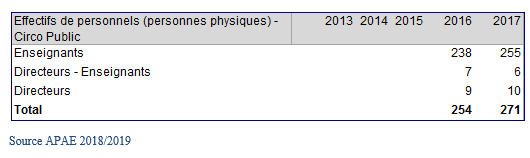 Effectifs de personnels (personnes physiques) - 2013 2014 2015 2016 2017
Circo Public
Enseignants 238 255
Directeurs - Enseignants 7 6
Directeurs 9 10
Total 254 271
Source APAE 2018/2019